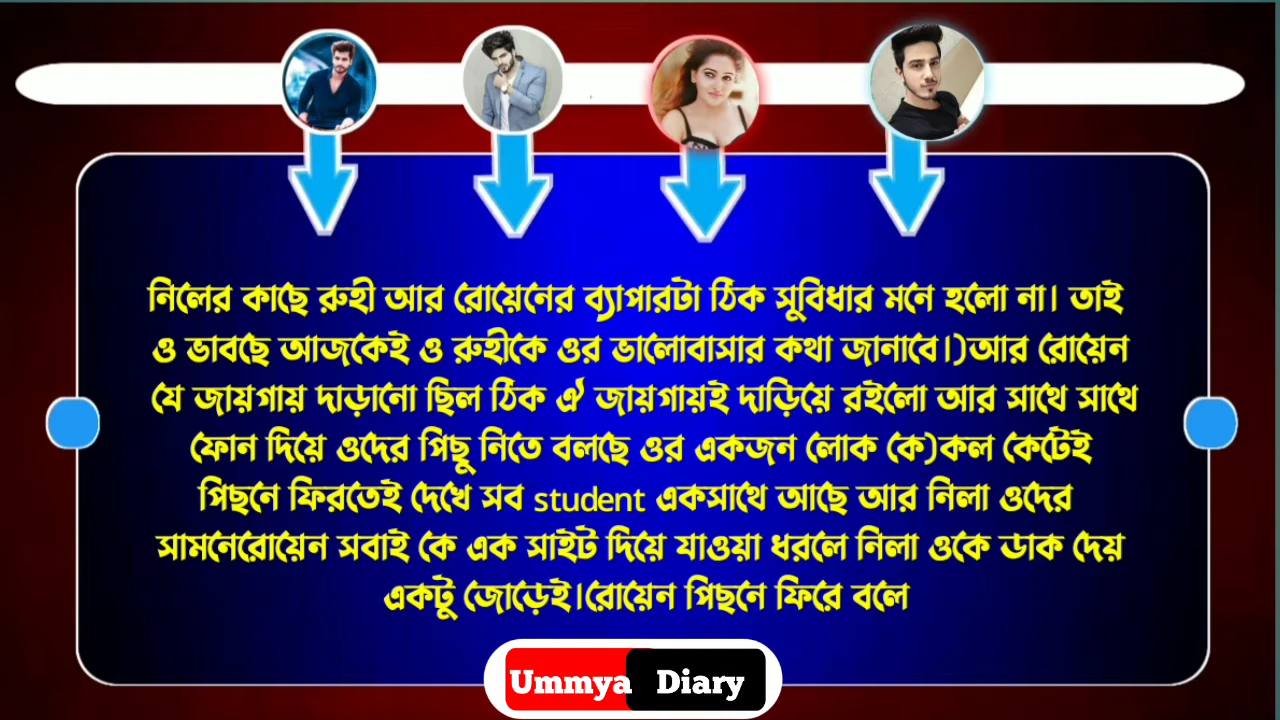 নিলের কাছে রুহী আর রোয়েনের ব্যাপারটা ঠিক সুবিধার মনে হলো না। তাই
ও ভাবছে আজকেই ও রুহীকে ওর ভালোবাসার কথা জানাবে।)আর রোয়েন
যে জায়গায় দাড়ানো ছিল ঠিক ঐ জায়গায়ই দাড়িয়ে রইলো আর সাথে সাথে
ফোন দিয়ে ওদের পিছু নিতে বলছে ওর একজন লোক কে)কল কেটেই
পিছনে ফিরতেই দেখে সব student একসাথে আছে আর নিলা ওদের
সামনেরোয়েন সবাই কে এক সাইট দিয়ে যাওয়া ধরলে নিলা ওকে ডাক দেয়
একটু জোড়েই।রোয়েন পিছনে ফিরে বলে
Ummya Diary